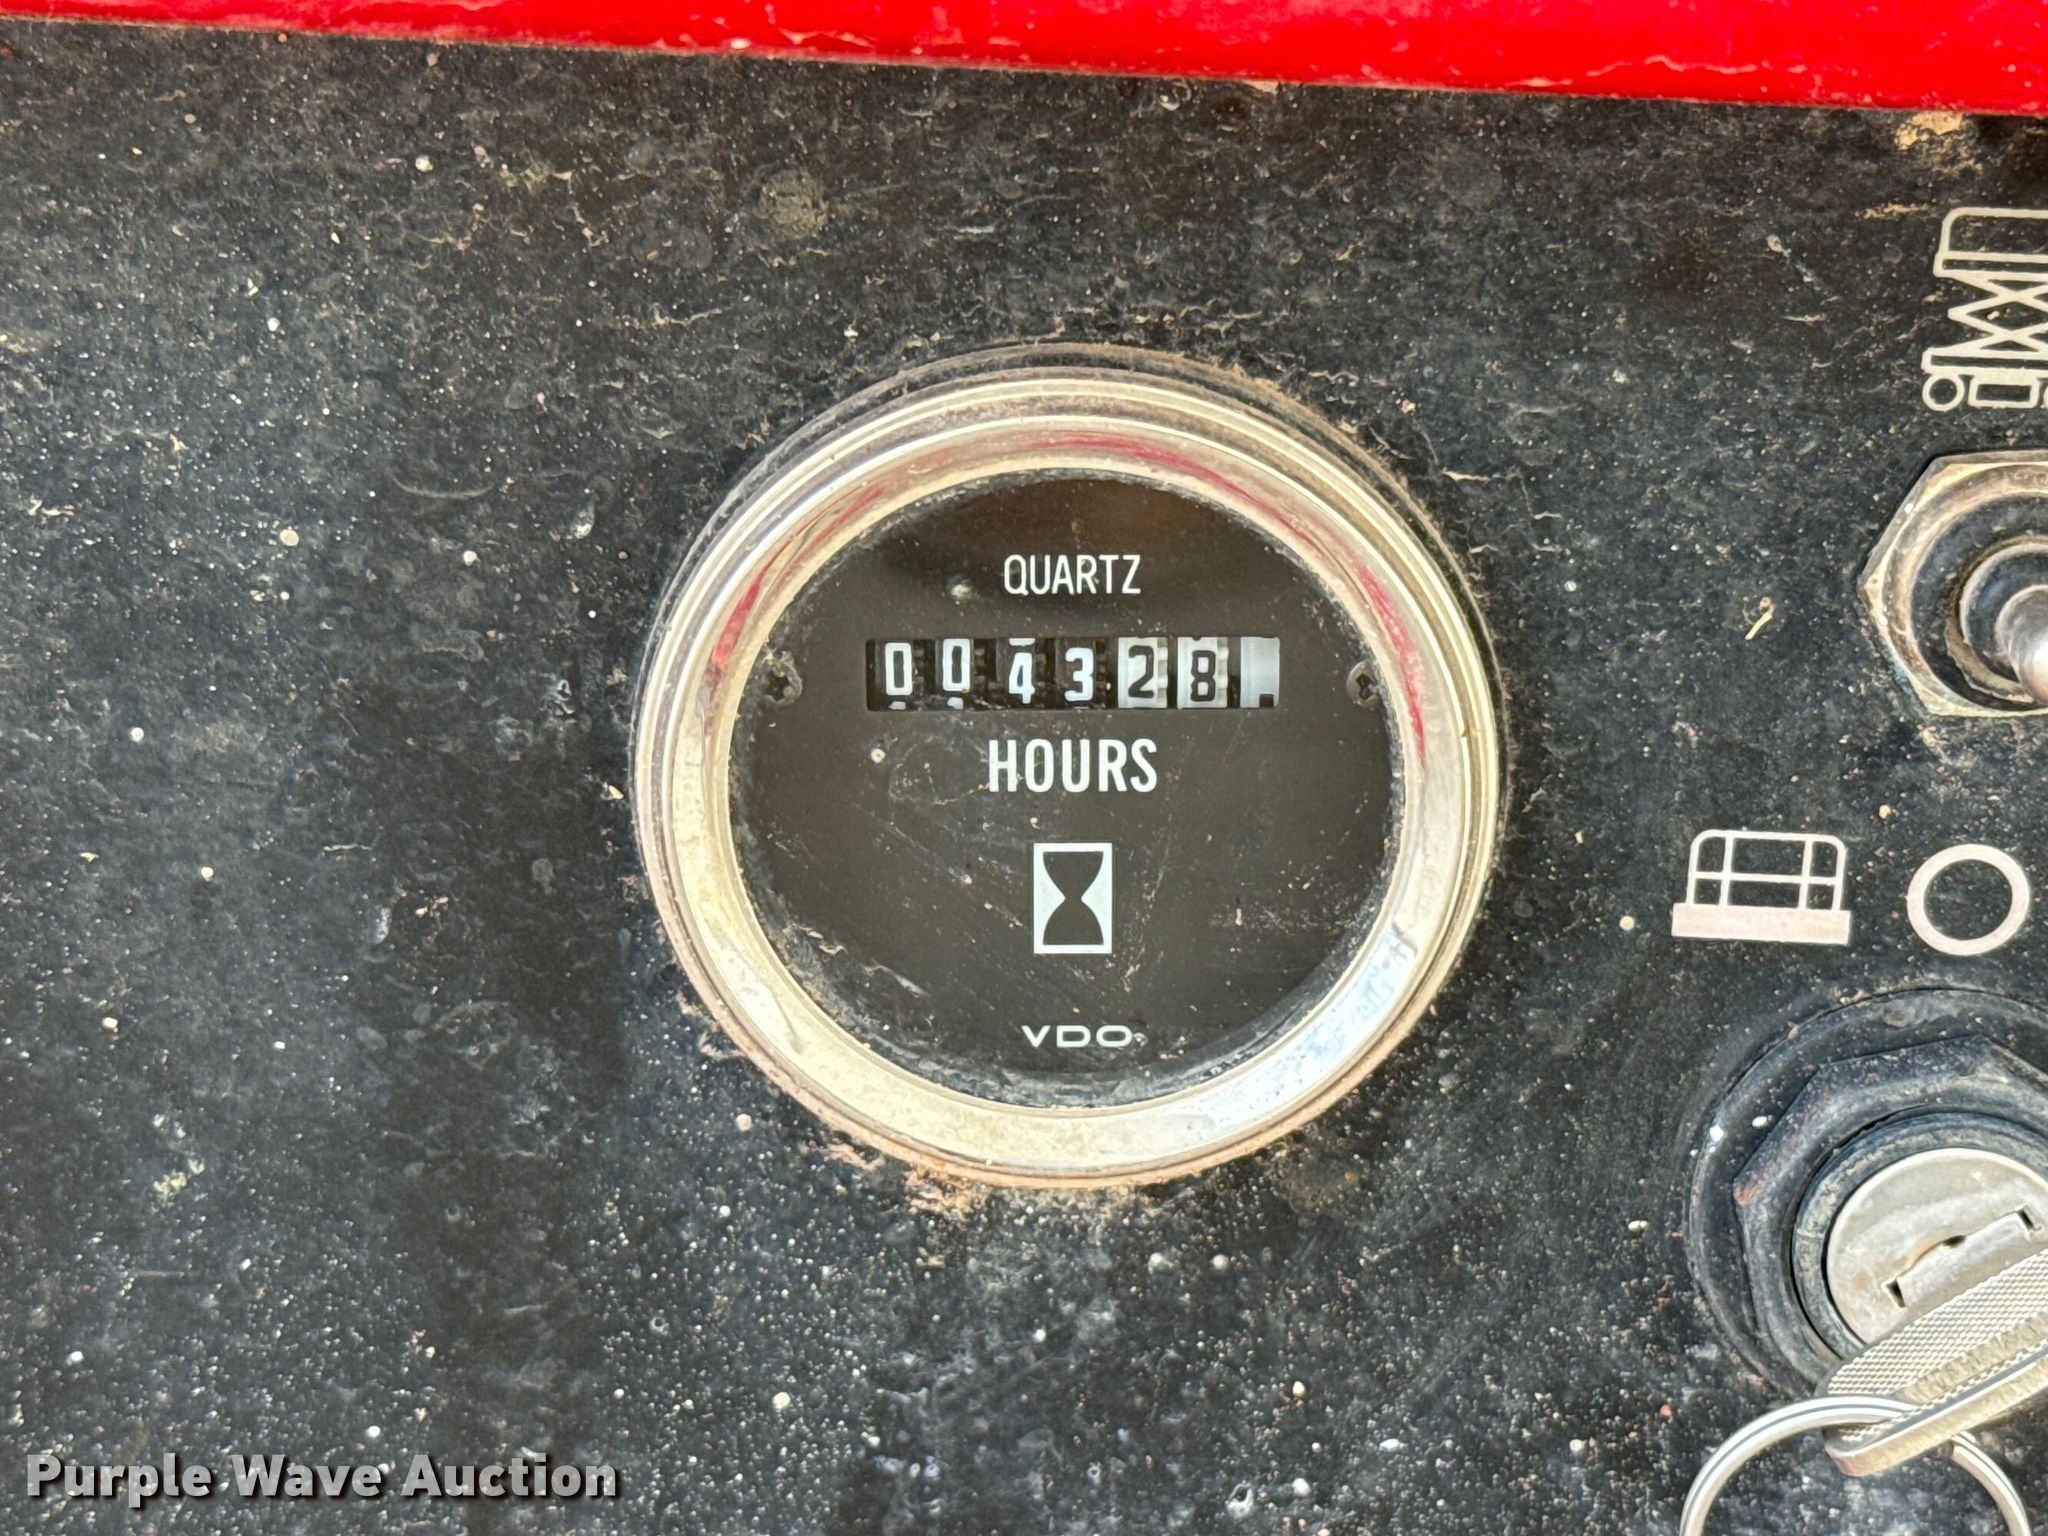 QUARTZ
004328
HOURS
VDO
Purple Wave Auction